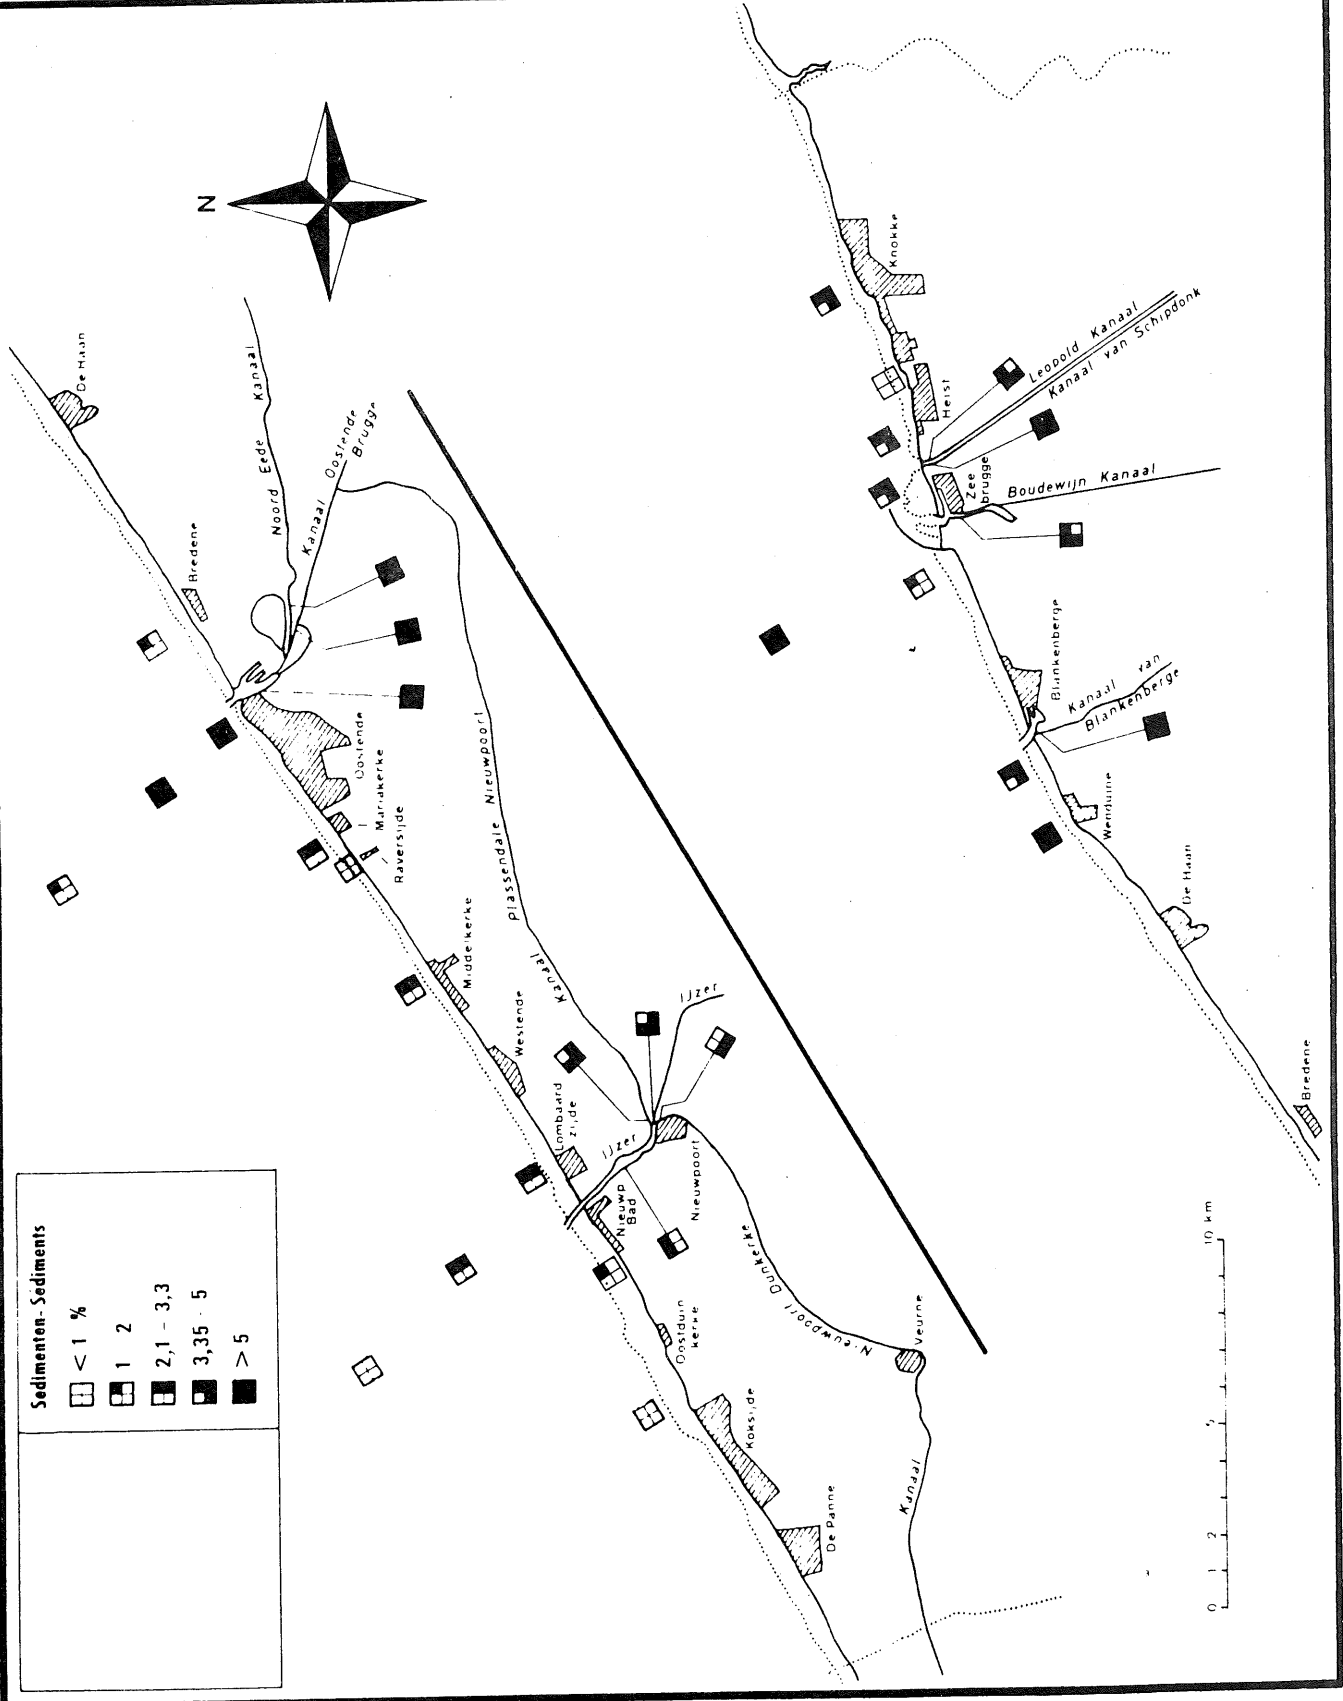 Sedimenten-Sediments
< 1 %
1 2
2,1 - 3,3
3,35 - 5
> 5
N
De Haan
Bredene
Noord Eede Kanaal
Kanaal Oostende
Brugge
Oostende
Mariakerke
Raversijde
Middelkerke
Westende
Lombaard
zijde
Kanaal Plassendale Nieuwpoort
IJzer
IJzer
Nieuwp
Bad
Nieuwpoort
Oostduin
kerke
Koksijde
De Panne
Veurne
Kanaal Nieuwpoort Dunkerke
Knokke
Heist
Leopold Kanaal
Kanaal van Schipdonk
Zee
brugge
Boudewijn Kanaal
Blankenberge
Kanaal van
Blankenberge
Wenduine
De Haan
Bredene
0 1 2 5 10 km